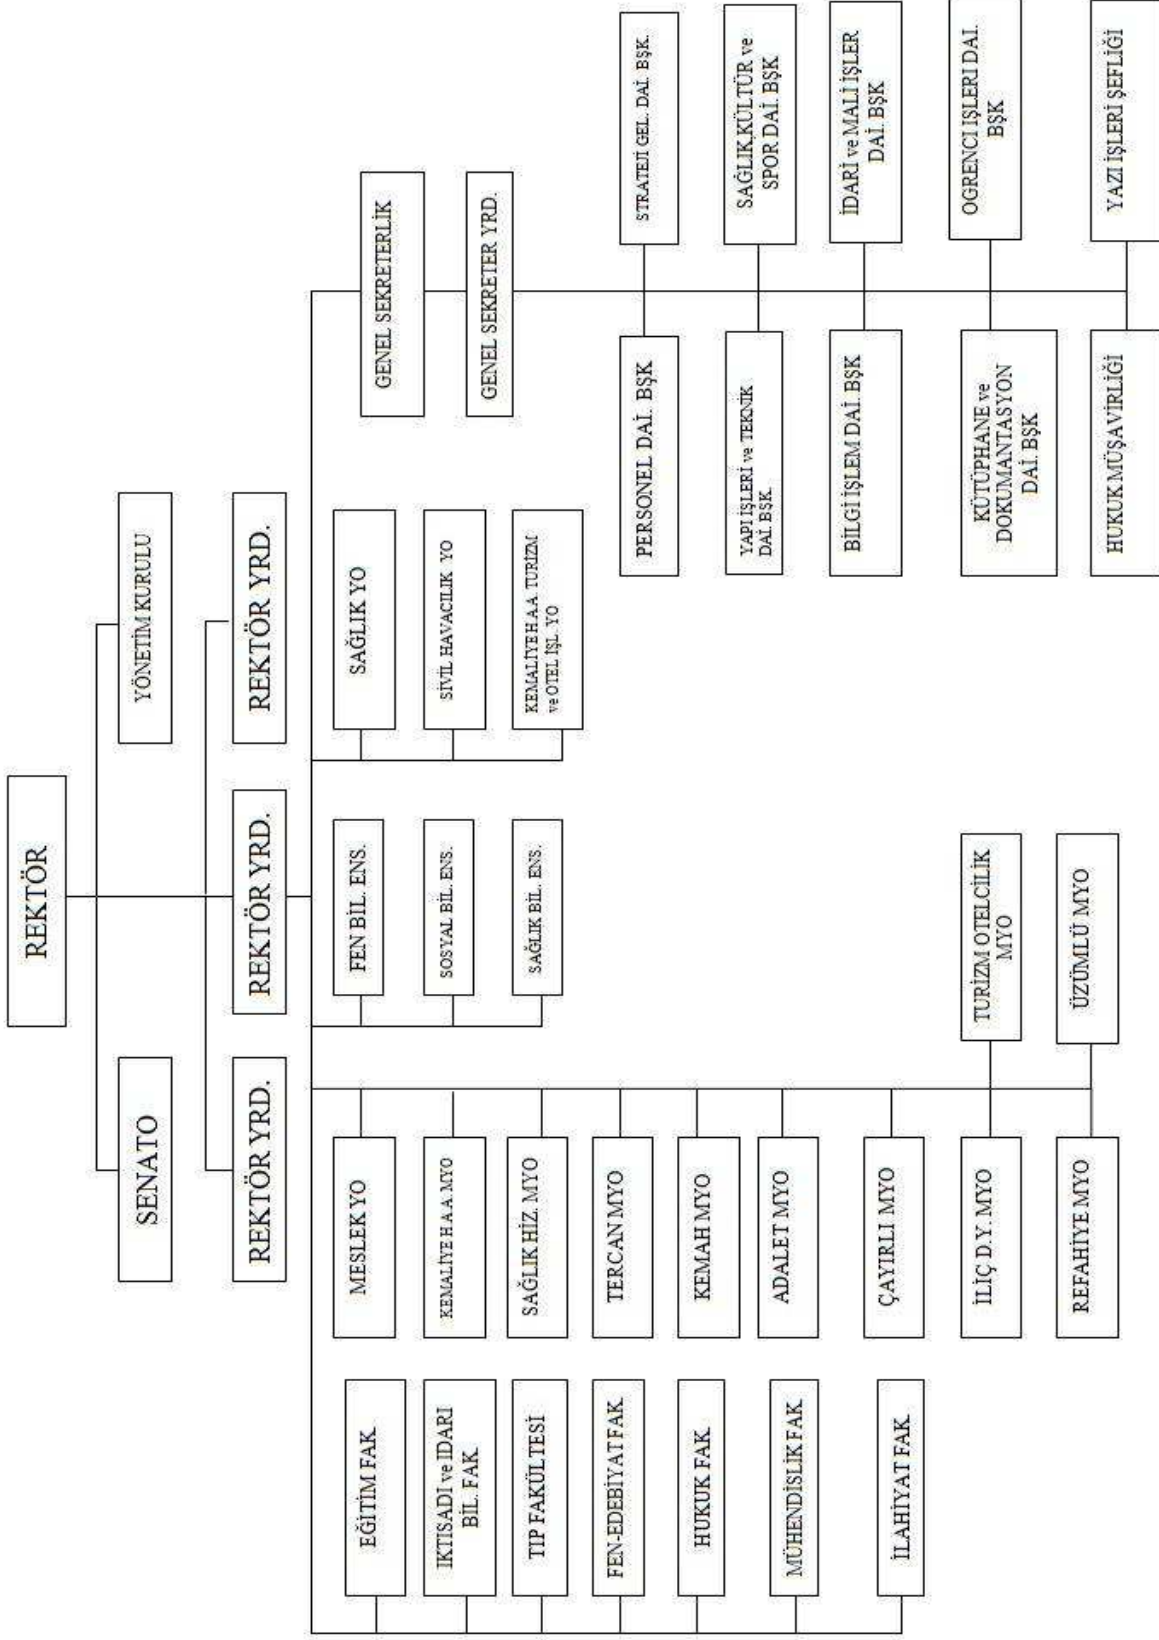 REKTÖR
SENATO
YÖNETİM KURULU
REKTÖR YRD.
REKTÖR YRD.
REKTÖR YRD.
EĞİTİM FAK.
IKTISADI ve IDARI
BİL. FAK.
TIP FAKÜLTESİ
FEN-EDEBİYAT FAK.
HUKUK FAK.
MÜHENDİSLİK FAK.
İLAHİYAT FAK.
MESLEK YO
KEMALİYE H A A MYO
SAĞLIK HİZ. MYO
TERCAN MYO
KEMAH MYO
ADALET MYO
ÇAYIRLI MYO
İLİÇ D.Y. MYO
REFAHİYE MYO
TURİZM OTELCİLİK
MYO
ÜZÜMLÜ MYO
FEN BİL. ENS.
SOSYAL BİL. ENS.
SAĞLIK BİL. ENS.
SAĞLIK YO
SİVİL HAVACILIK YO
KEMALİYE H A A TURİZM
ve OTEL İŞL. YO
GENEL SEKRETERLİK
GENEL SEKRETER YRD.
PERSONEL DAİ. BŞK
STRATEJİ GEL. DAİ. BŞK.
YAPI İŞLERİ ve TEKNİK
DAİ. BŞK.
SAĞLIK,KÜLTÜR ve
SPOR DAİ. BŞK
BİLGİ İŞLEM DAİ. BŞK
İDARİ ve MALİ İŞLER
DAİ. BŞK
KÜTÜPHANE ve
DOKUMANTASYON
DAİ. BŞK
OGRENCI IŞLERI DAI.
BŞK
HUKUK MÜŞAVİRLİĞİ
YAZI İŞLERİ ŞEFLİĞİ